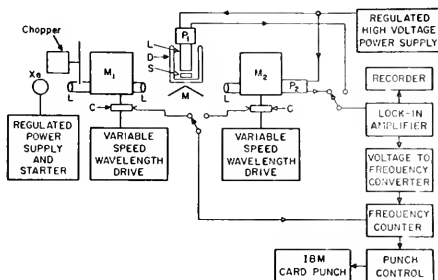 Chopper
Xe
L
M₁
L
C
REGULATED
POWER
SUPPLY
AND
STARTER
VARIABLE
SPEED
WAVELENGTH
DRIVE
P₁
L
D
S
M
M₂
P₂
C
VARIABLE
SPEED
WAVELENGTH
DRIVE
REGULATED
HIGH VOLTAGE
POWER SUPPLY
RECORDER
LOCK-IN
AMPLIFIER
VOLTAGE TO
FREQUENCY
CONVERTER
FREQUENCY
COUNTER
PUNCH
CONTROL
IBM
CARD PUNCH